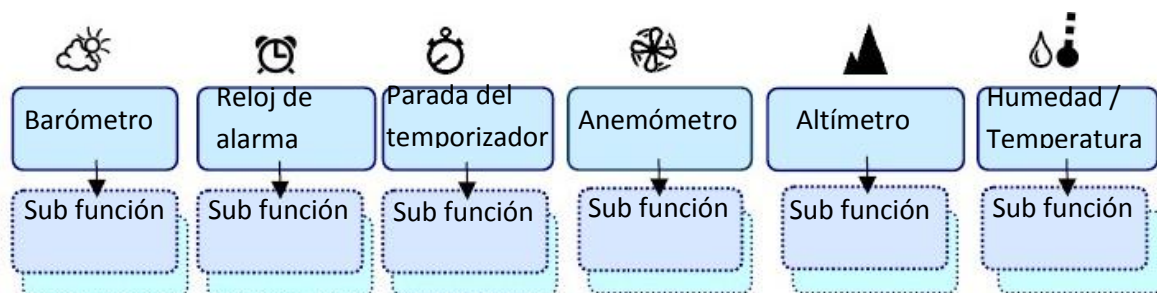 Barómetro
Reloj de
alarma
Parada del
temporizador
Anemómetro
Altímetro
Humedad /
Temperatura
Sub función
Sub función
Sub función
Sub función
Sub función
Sub función